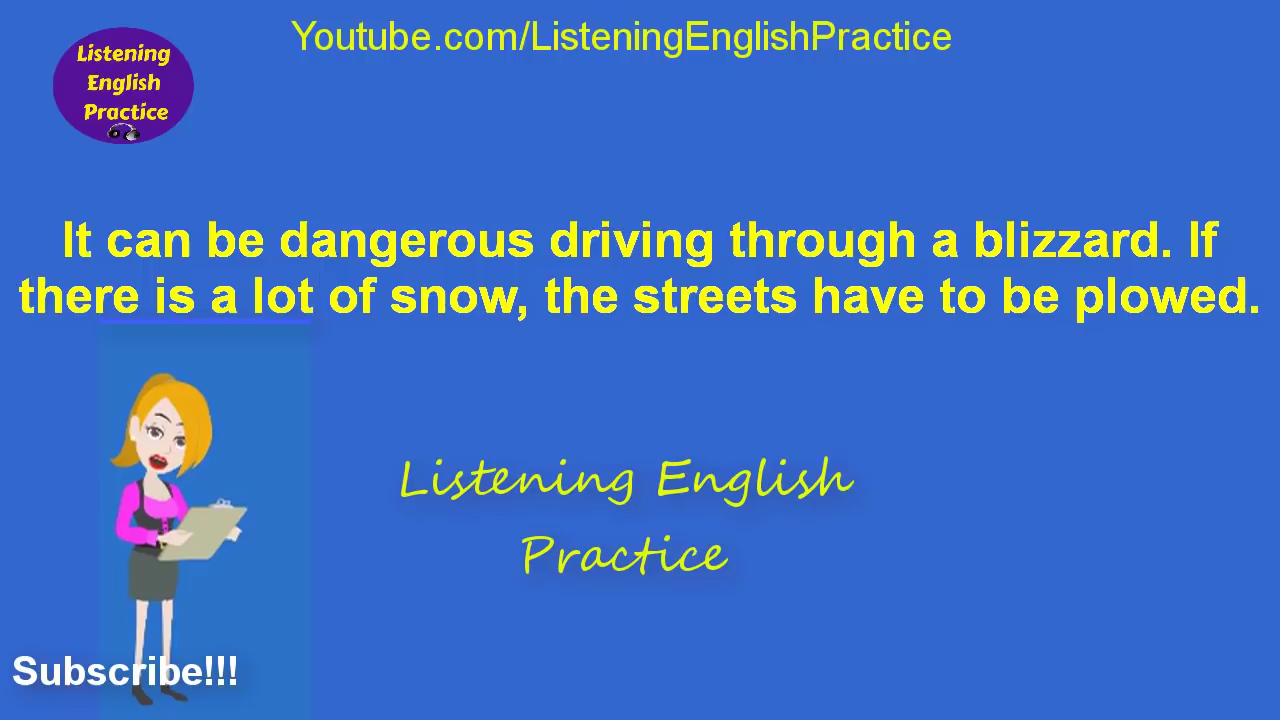 Youtube.com/ListeningEnglishPractice
Listening
English
Practice
It can be dangerous driving through a blizzard. If
there is a lot of snow, the streets have to be plowed.
Listening English
Practice
Subscribe!!!